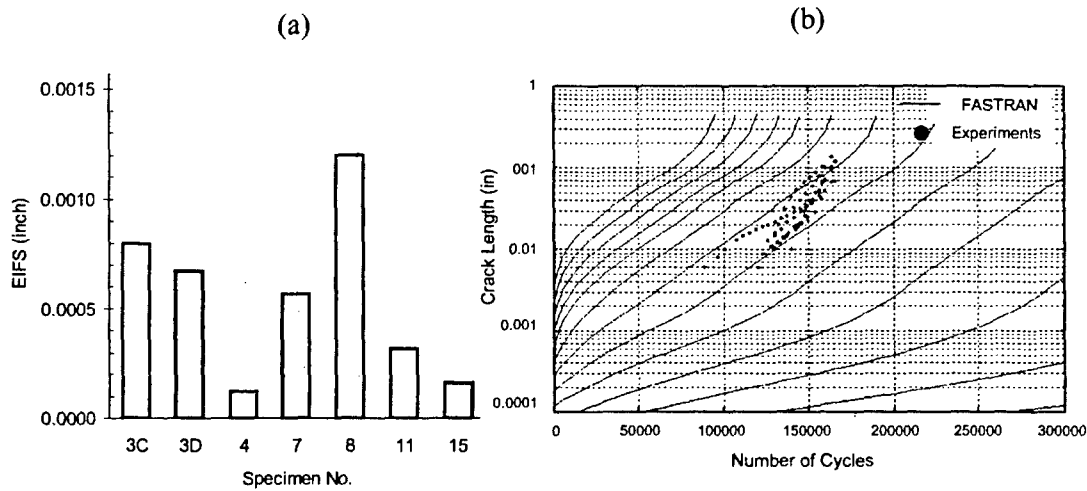 (a)
0.0015
0.0010
0.0005
0.0000
EIFS (inch)
3C 3D 4 7 8 11 15
Specimen No.
(b)
1
001
0.01
0.001
0.0001
Crack Length (in)
FASTRAN
Experiments
0 50000 100000 150000 200000 250000 300000
Number of Cycles